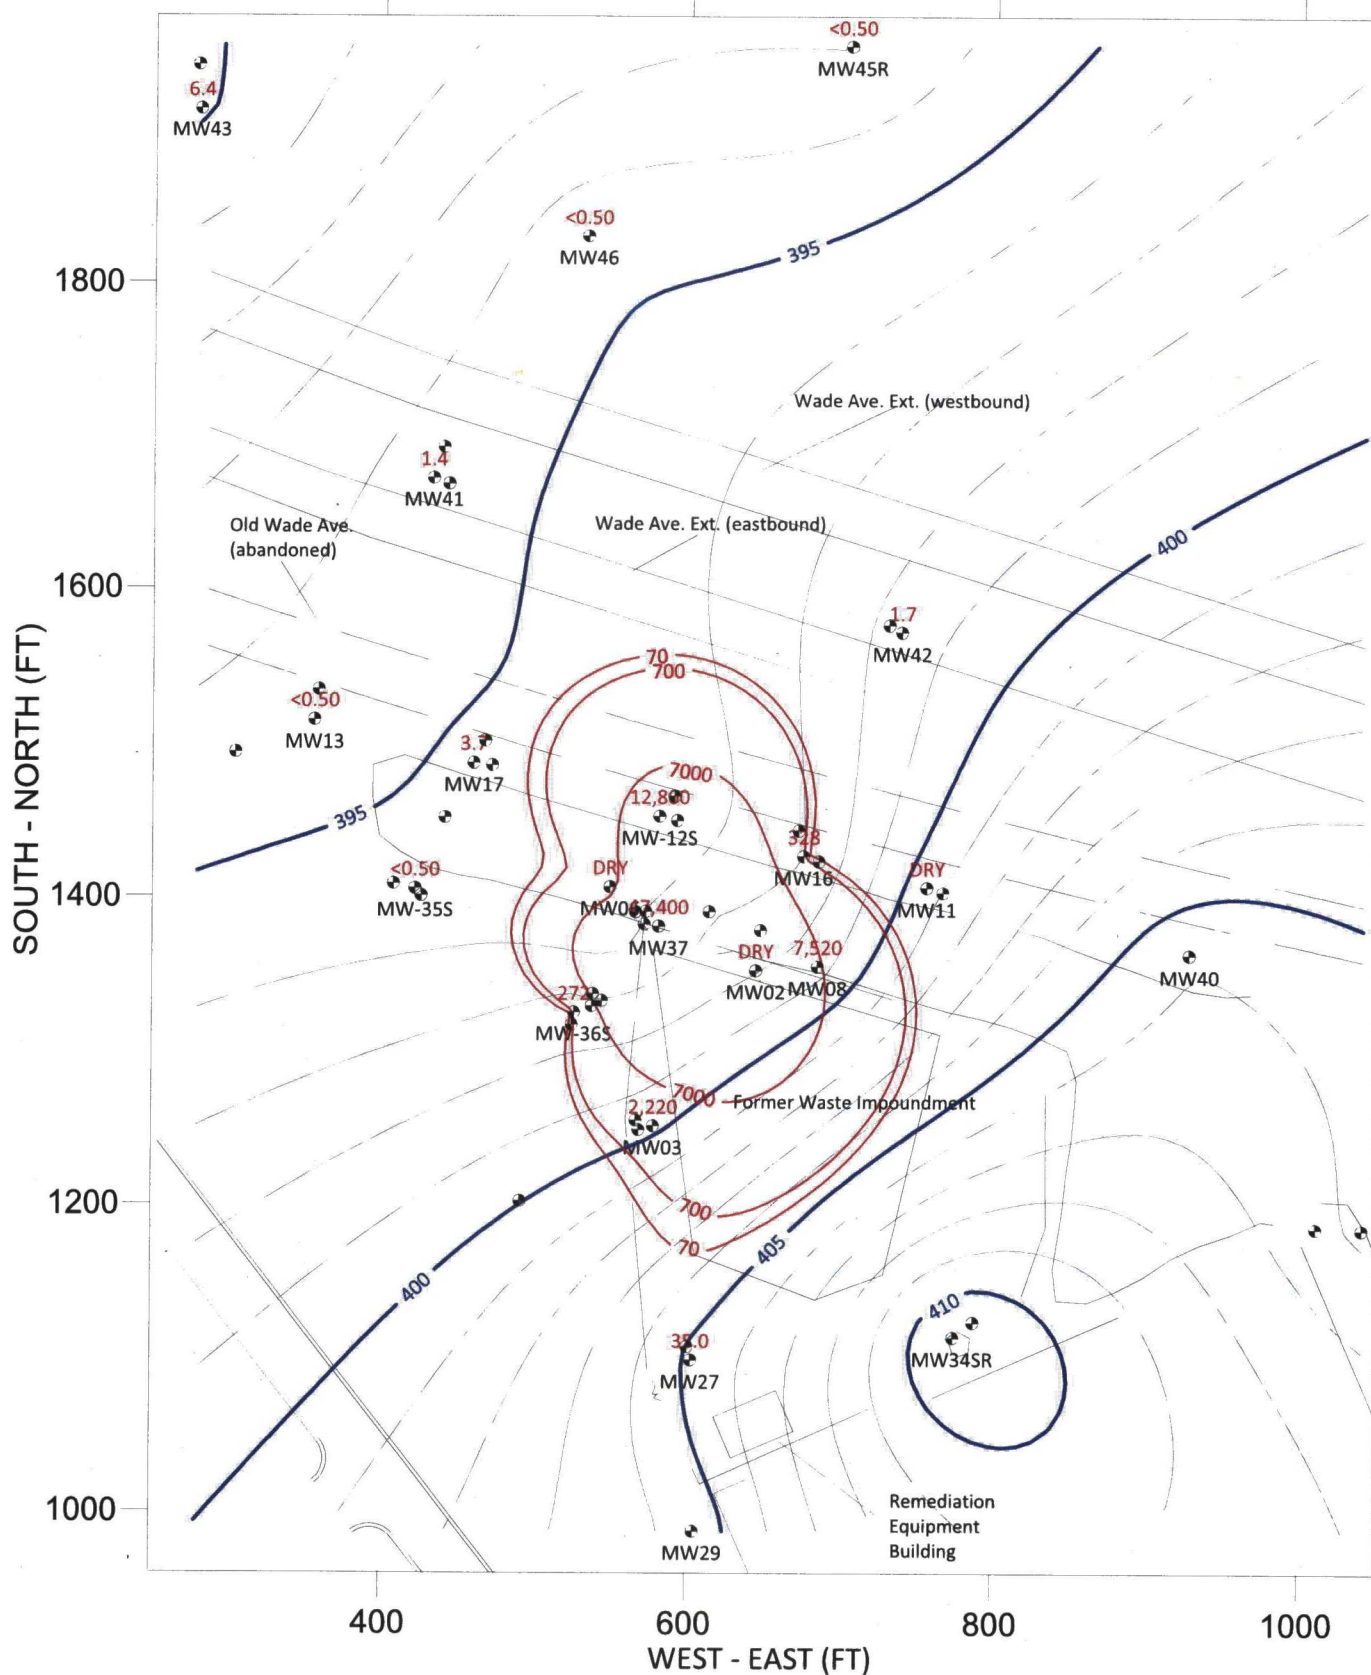 <0.50
MW45R
6.4
MW43
<0.50
MW46
395
1800
Wade Ave. Ext. (westbound)
1.4
MW41
Old Wade Ave.
(abandoned)
Wade Ave. Ext. (eastbound)
400
1600
1.7
MW42
70
700
<0.50
MW13
3.7
MW17
7000
395
MW-12S
328
MW16
DRY
<0.50
MW-35S
DRY
MW11
1400
MW37
DRY
MW02
7,520
MW08
MW40
272
MW-36S
7000
Former Waste Impoundment
2,220
MW03
1200
700
70
405
400
410
MW34SR
MW27
Remediation
Equipment
Building
1000
MW29
400
600
800
1000
WEST - EAST (FT)
SOUTH - NORTH (FT)